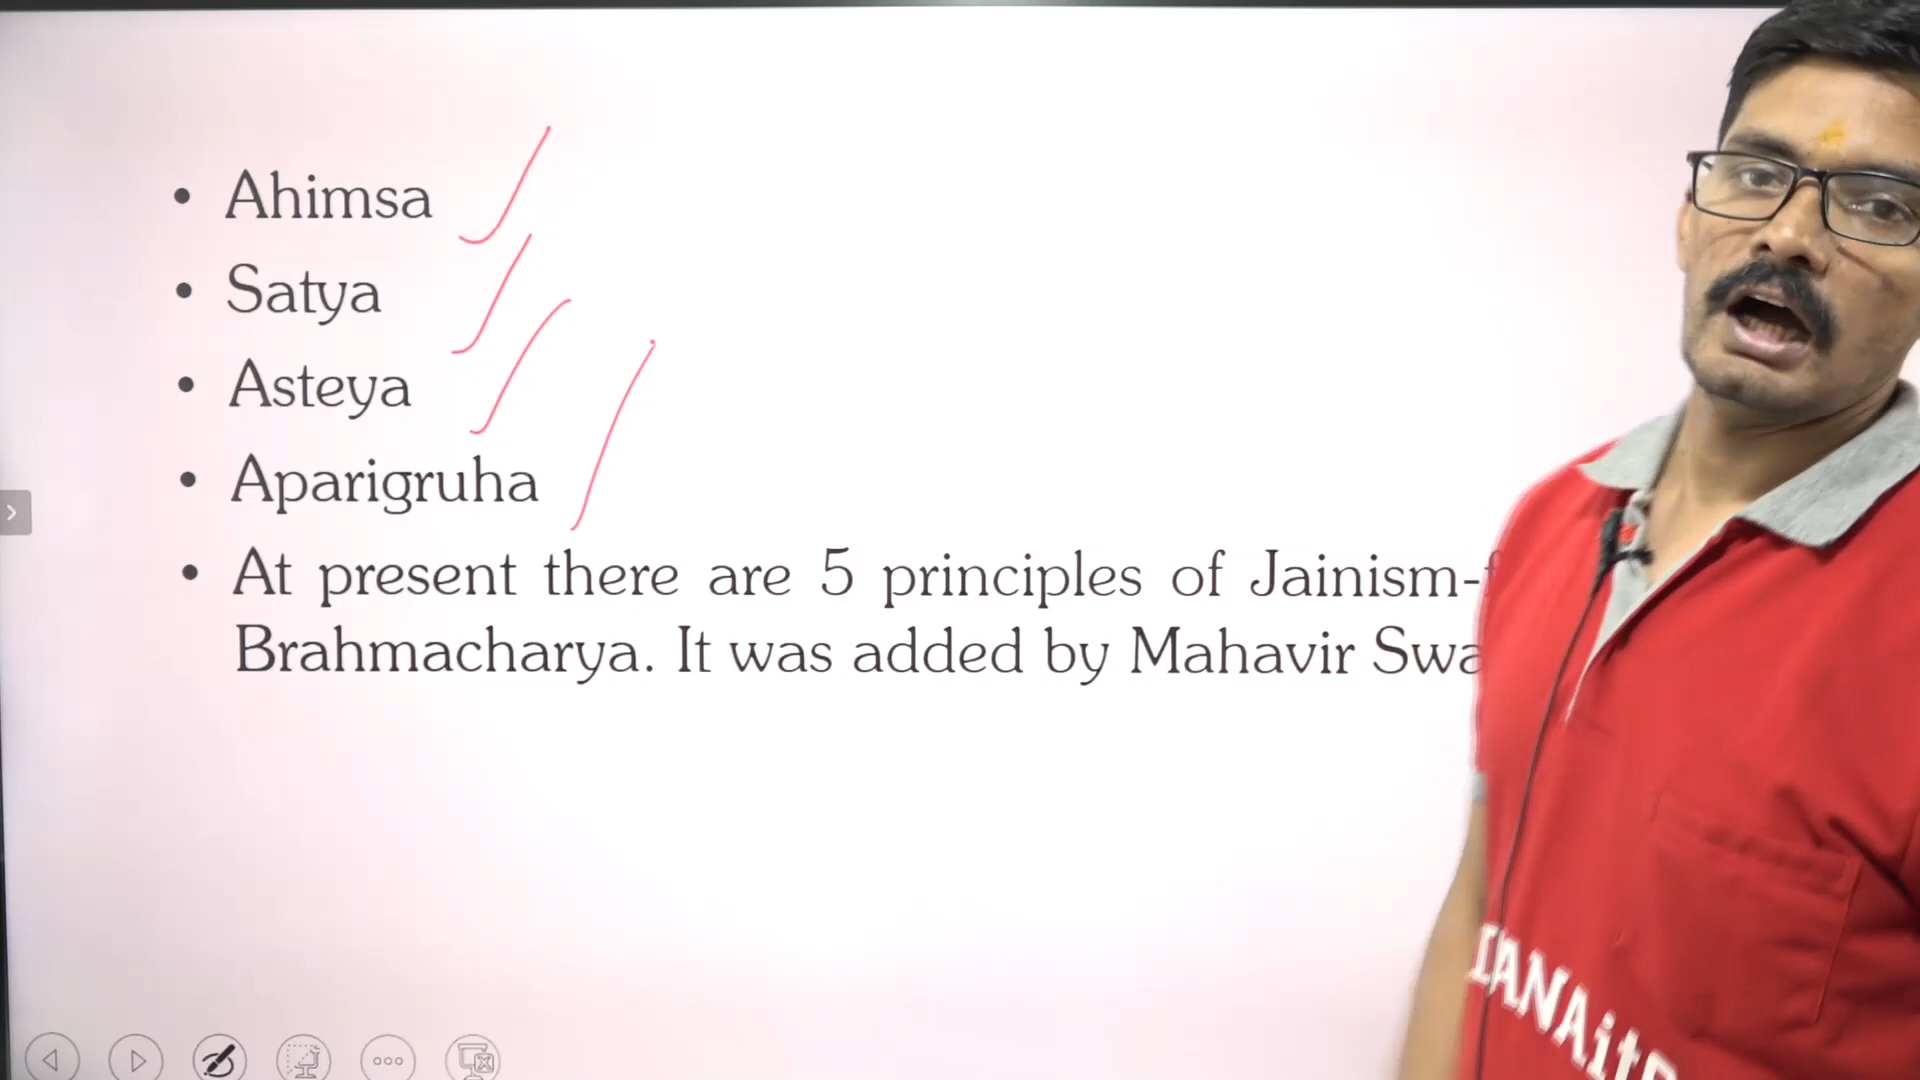 • Ahimsa
• Satya
• Asteya
• Aparigruha
• At present there are 5 principles of Jainism-
Brahmacharya. It was added by Mahavir Swa